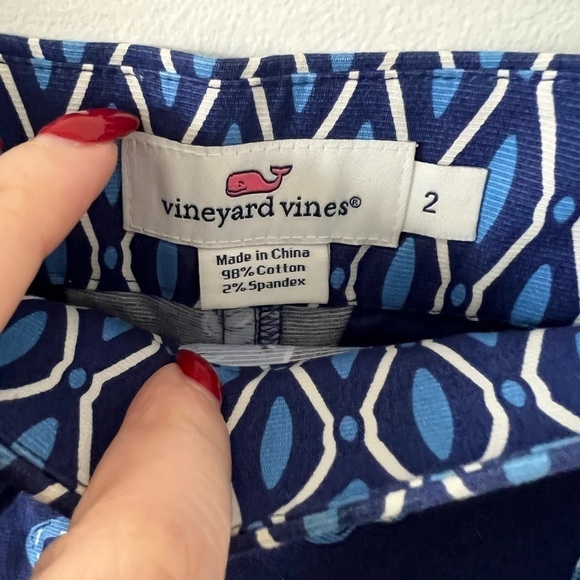 vineyard vines®
2
Made in China
98% Cotton
2% Spandex